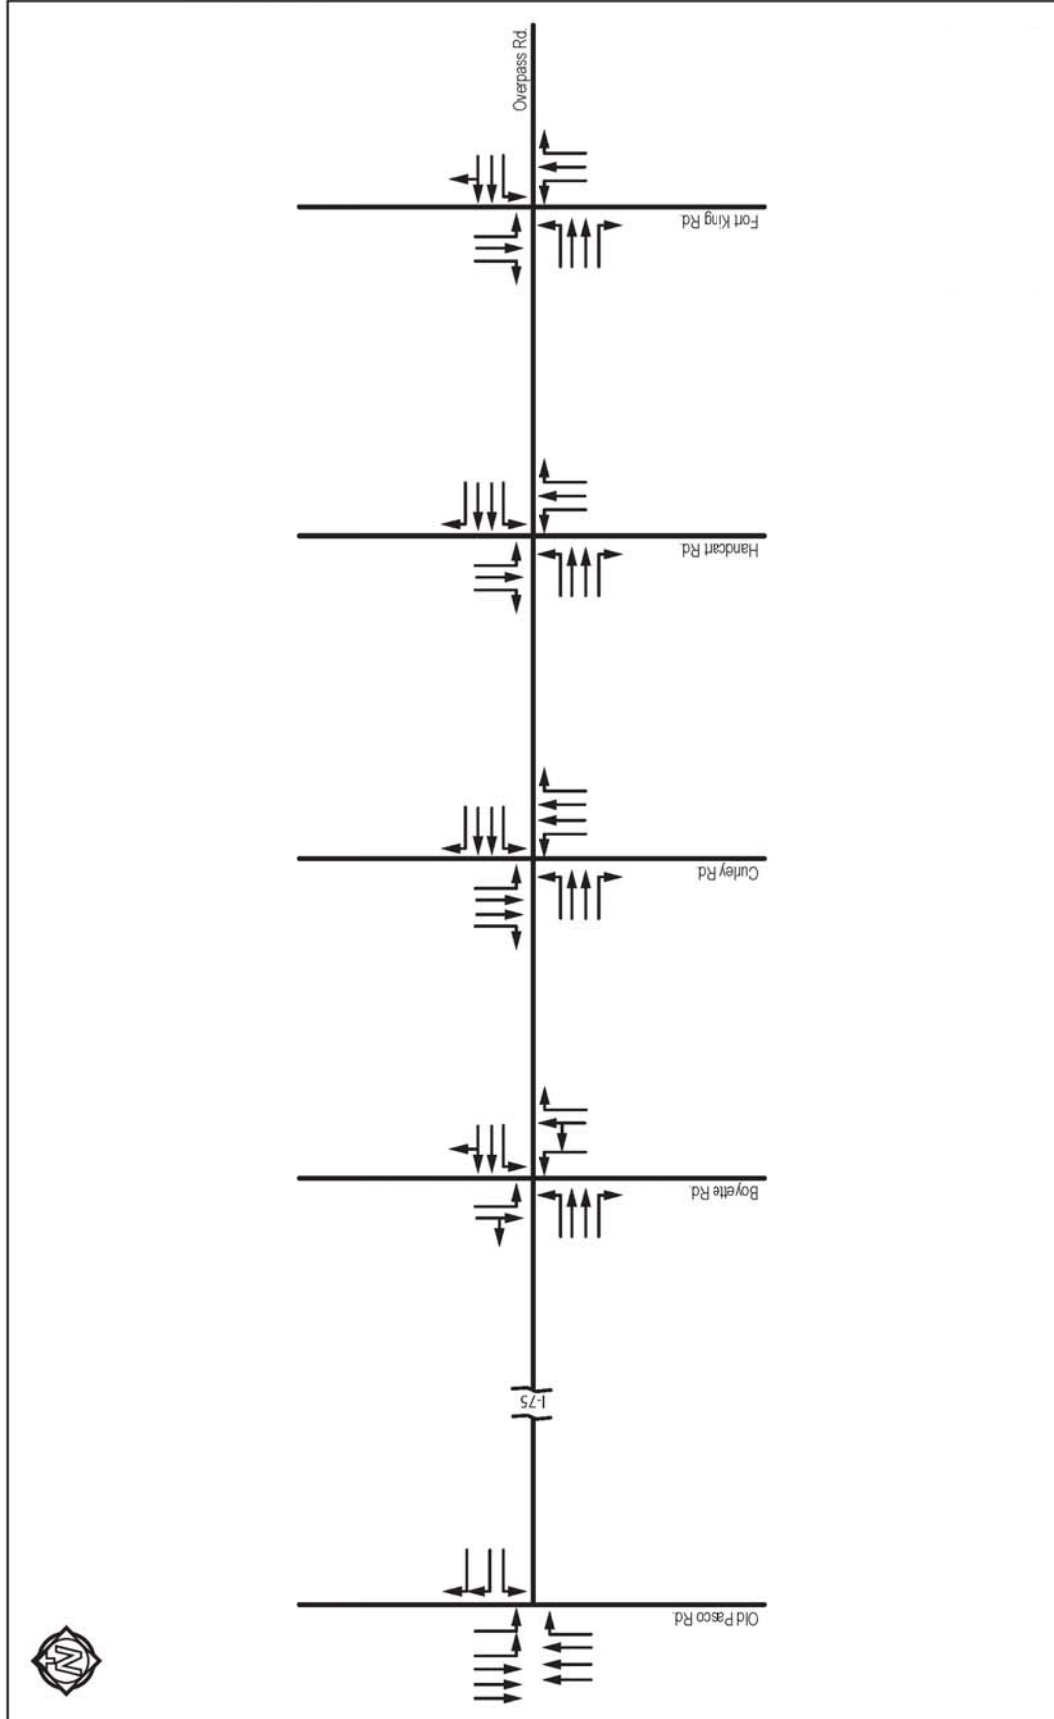 Overpass Rd.
Fort King Rd.
Handcart Rd.
Curley Rd.
Boyette Rd.
I-75
Old Pasco Rd.
N